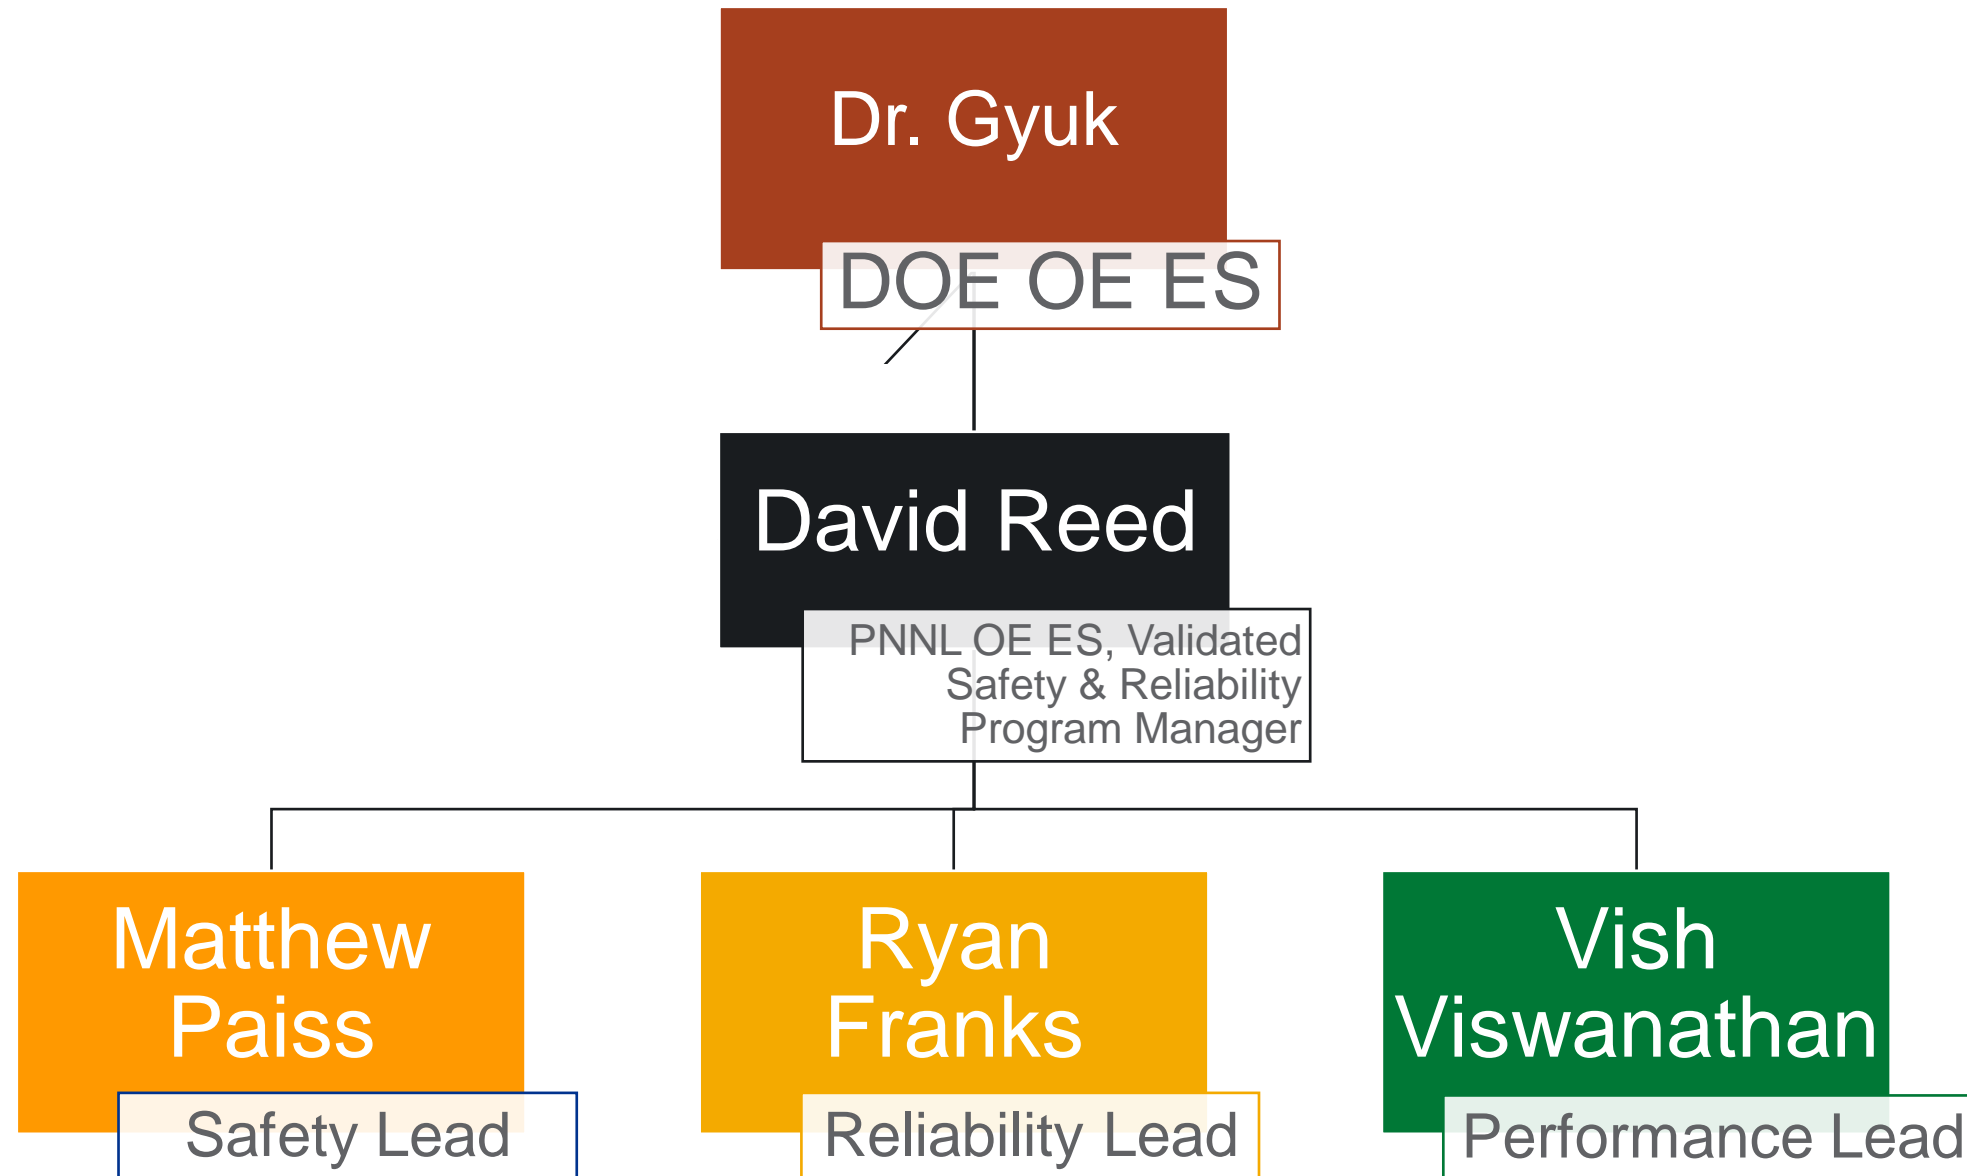 Dr. Gyuk
DOE OE ES
David Reed
PNNL OE ES, Validated
Safety & Reliability
Program Manager
Matthew
Paiss
Safety Lead
Ryan
Franks
Reliability Lead
Vish
Viswanathan
Performance Lead